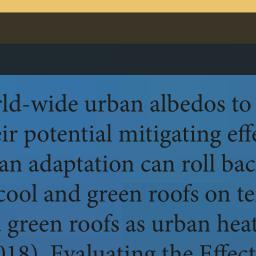 rld-wide urban albedos to
eir potential mitigating effe
an adaptation can roll bac
cool and green roofs on te
green roofs as urban heat
018). Evaluating the Effect